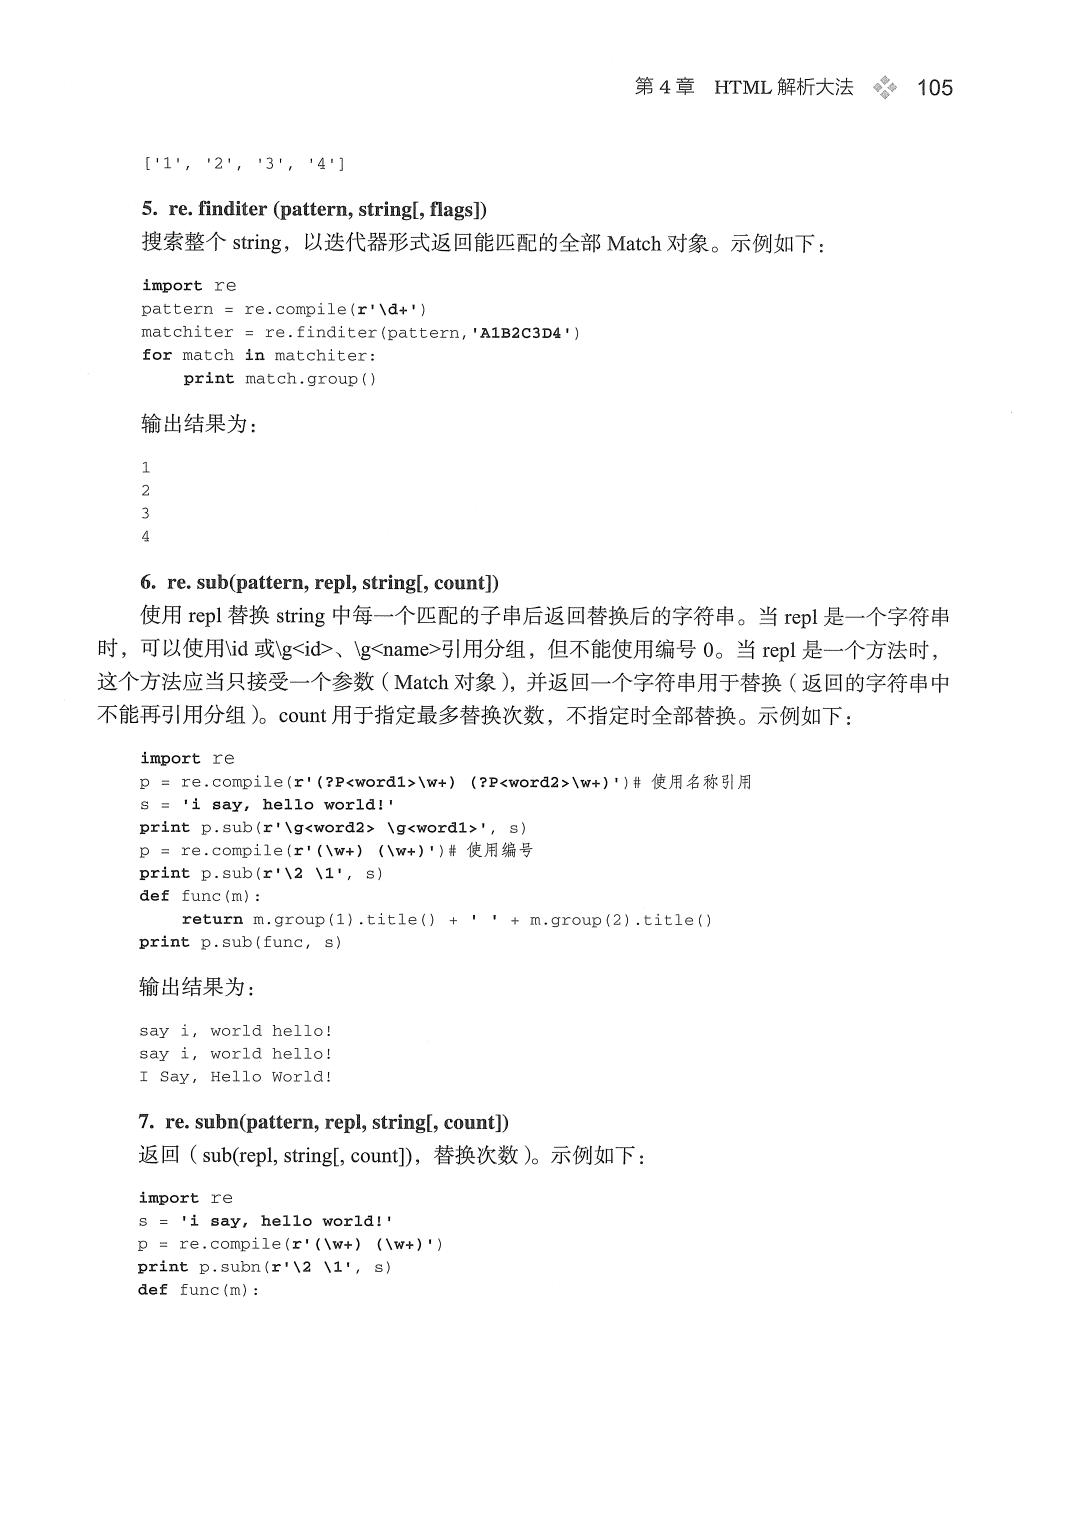 第 4 章 HTML 解析大法 105
['1', '2', '3', '4']
5. re. finditer (pattern, string[, flags])
搜索整个 string，以迭代器形式返回能匹配的全部 Match 对象。示例如下：
import re
pattern = re.compile(r'\d+')
matchiter = re.finditer(pattern,'A1B2C3D4')
for match in matchiter:
    print match.group()
输出结果为：
1
2
3
4
6. re. sub(pattern, repl, string[, count])
使用 repl 替换 string 中每一个匹配的子串后返回替换后的字符串。当 repl 是一个字符串
时，可以使用\id 或\g<id>、\g<name>引用分组，但不能使用编号 0。当 repl 是一个方法时，
这个方法应当只接受一个参数（Match 对象），并返回一个字符串用于替换（返回的字符串中
不能再引用分组）。count 用于指定最多替换次数，不指定时全部替换。示例如下：
import re
p = re.compile(r'(?P<word1>\w+) (?P<word2>\w+)')# 使用名称引用
s = 'i say, hello world!'
print p.sub(r'\g<word2> \g<word1>', s)
p = re.compile(r'(\w+) (\w+)')# 使用编号
print p.sub(r'\2 \1', s)
def func(m):
    return m.group(1).title() + ' ' + m.group(2).title()
print p.sub(func, s)
输出结果为：
say i, world hello!
say i, world hello!
I Say, Hello World!
7. re. subn(pattern, repl, string[, count])
返回（sub(repl, string[, count])，替换次数）。示例如下：
import re
s = 'i say, hello world!'
p = re.compile(r'(\w+) (\w+)')
print p.subn(r'\2 \1', s)
def func(m):